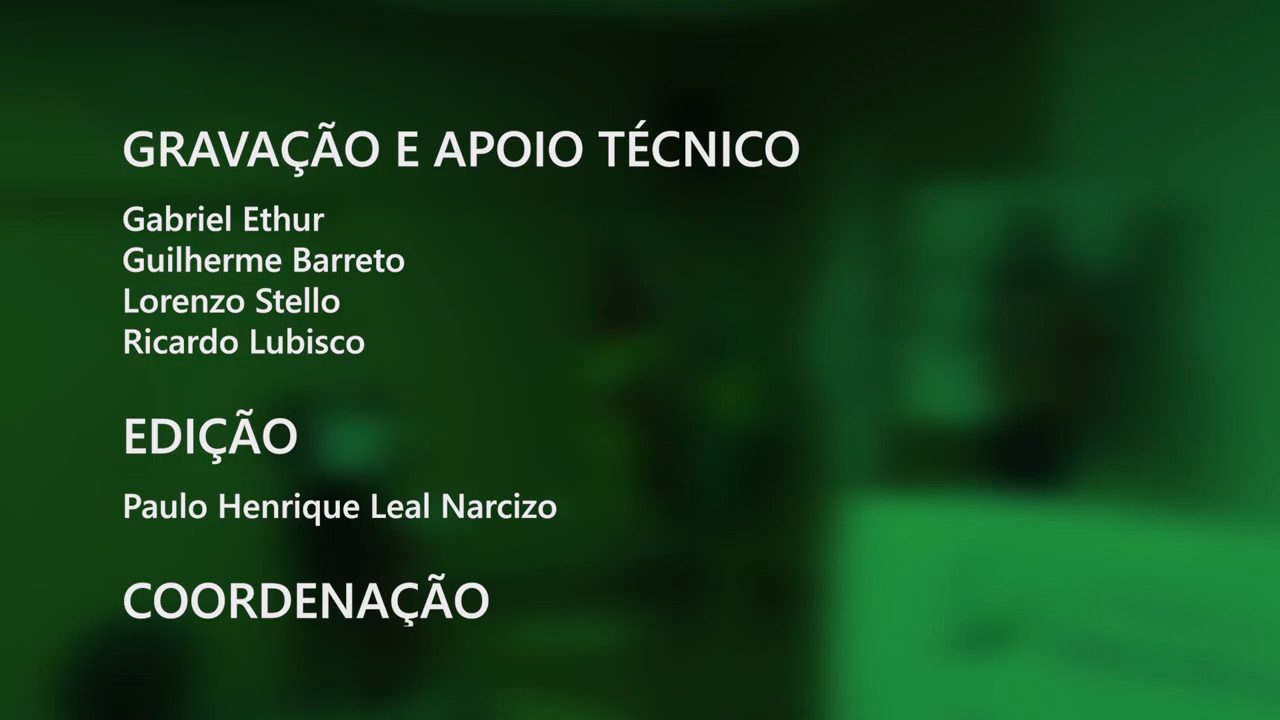 GRAVAÇÃO E APOIO TÉCNICO
Gabriel Ethur
Guilherme Barreto
Lorenzo Stello
Ricardo Lubisco
EDIÇÃO
Paulo Henrique Leal Narcizo
COORDENAÇÃO